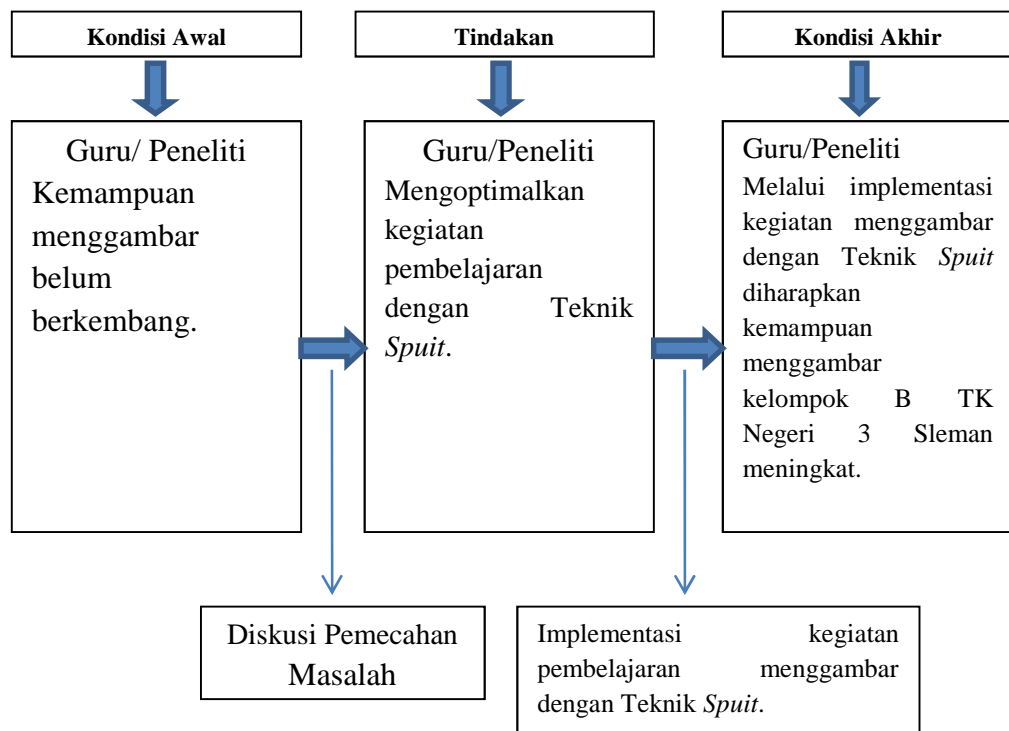 Kondisi Awal
Tindakan
Kondisi Akhir
Guru/ Peneliti
Kemampuan
menggambar
belum
berkembang.
Guru/Peneliti
Mengoptimalkan
kegiatan
pembelajaran
dengan Teknik
Spuit.
Guru/Peneliti
Melalui implementasi
kegiatan menggambar
dengan Teknik Spuit
diharapkan
kemampuan
menggambar
kelompok B TK
Negeri 3 Sleman
meningkat.
Diskusi Pemecahan
Masalah
Implementasi kegiatan
pembelajaran menggambar
dengan Teknik Spuit.